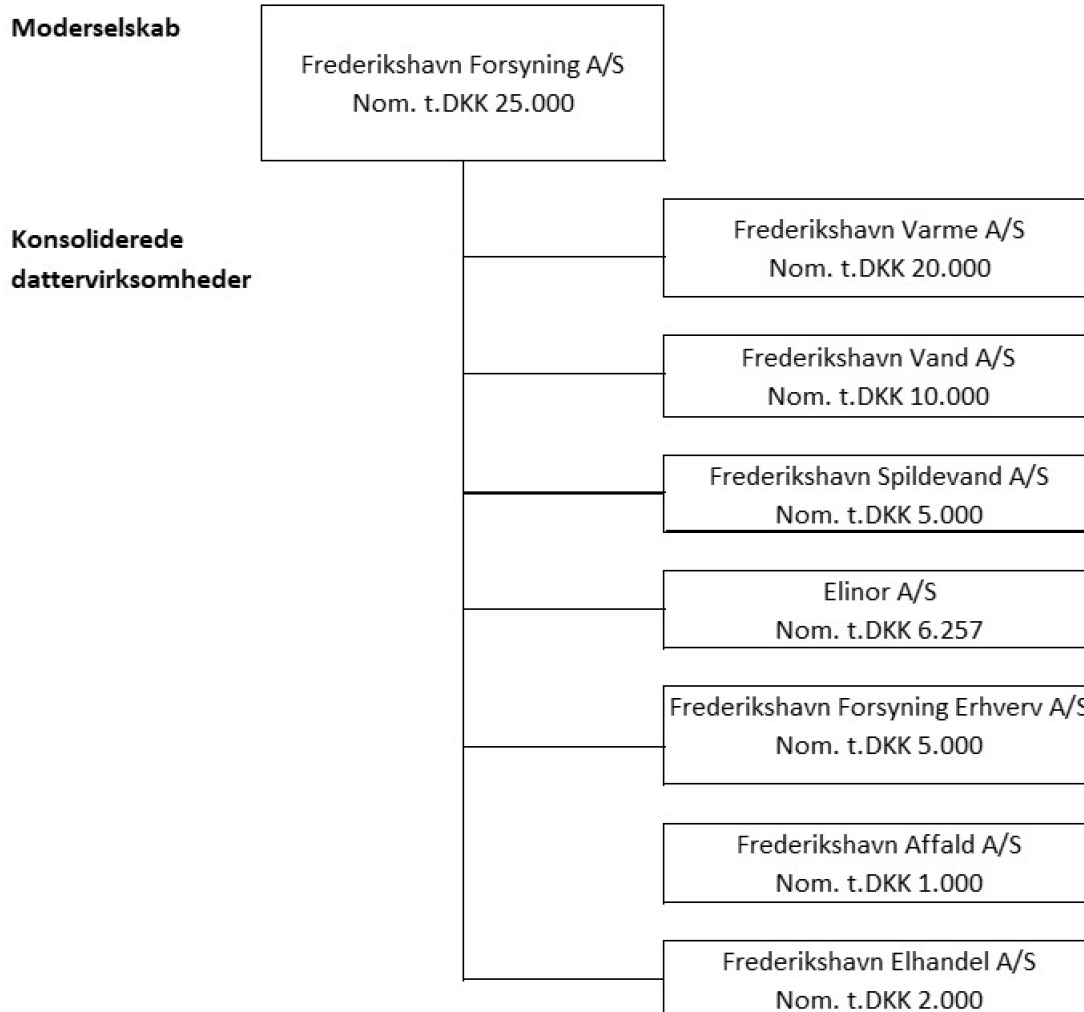 Moderselskab
Frederikshavn Forsyning A/S
Nom. t.DKK 25.000
Konsoliderede
dattervirksomheder
Frederikshavn Varme A/S
Nom. t.DKK 20.000
Frederikshavn Vand A/S
Nom. t.DKK 10.000
Frederikshavn Spildevand A/S
Nom. t.DKK 5.000
Elinor A/S
Nom. t.DKK 6.257
Frederikshavn Forsyning Erhverv A/S
Nom. t.DKK 5.000
Frederikshavn Affald A/S
Nom. t.DKK 1.000
Frederikshavn Elhandel A/S
Nom. t.DKK 2.000